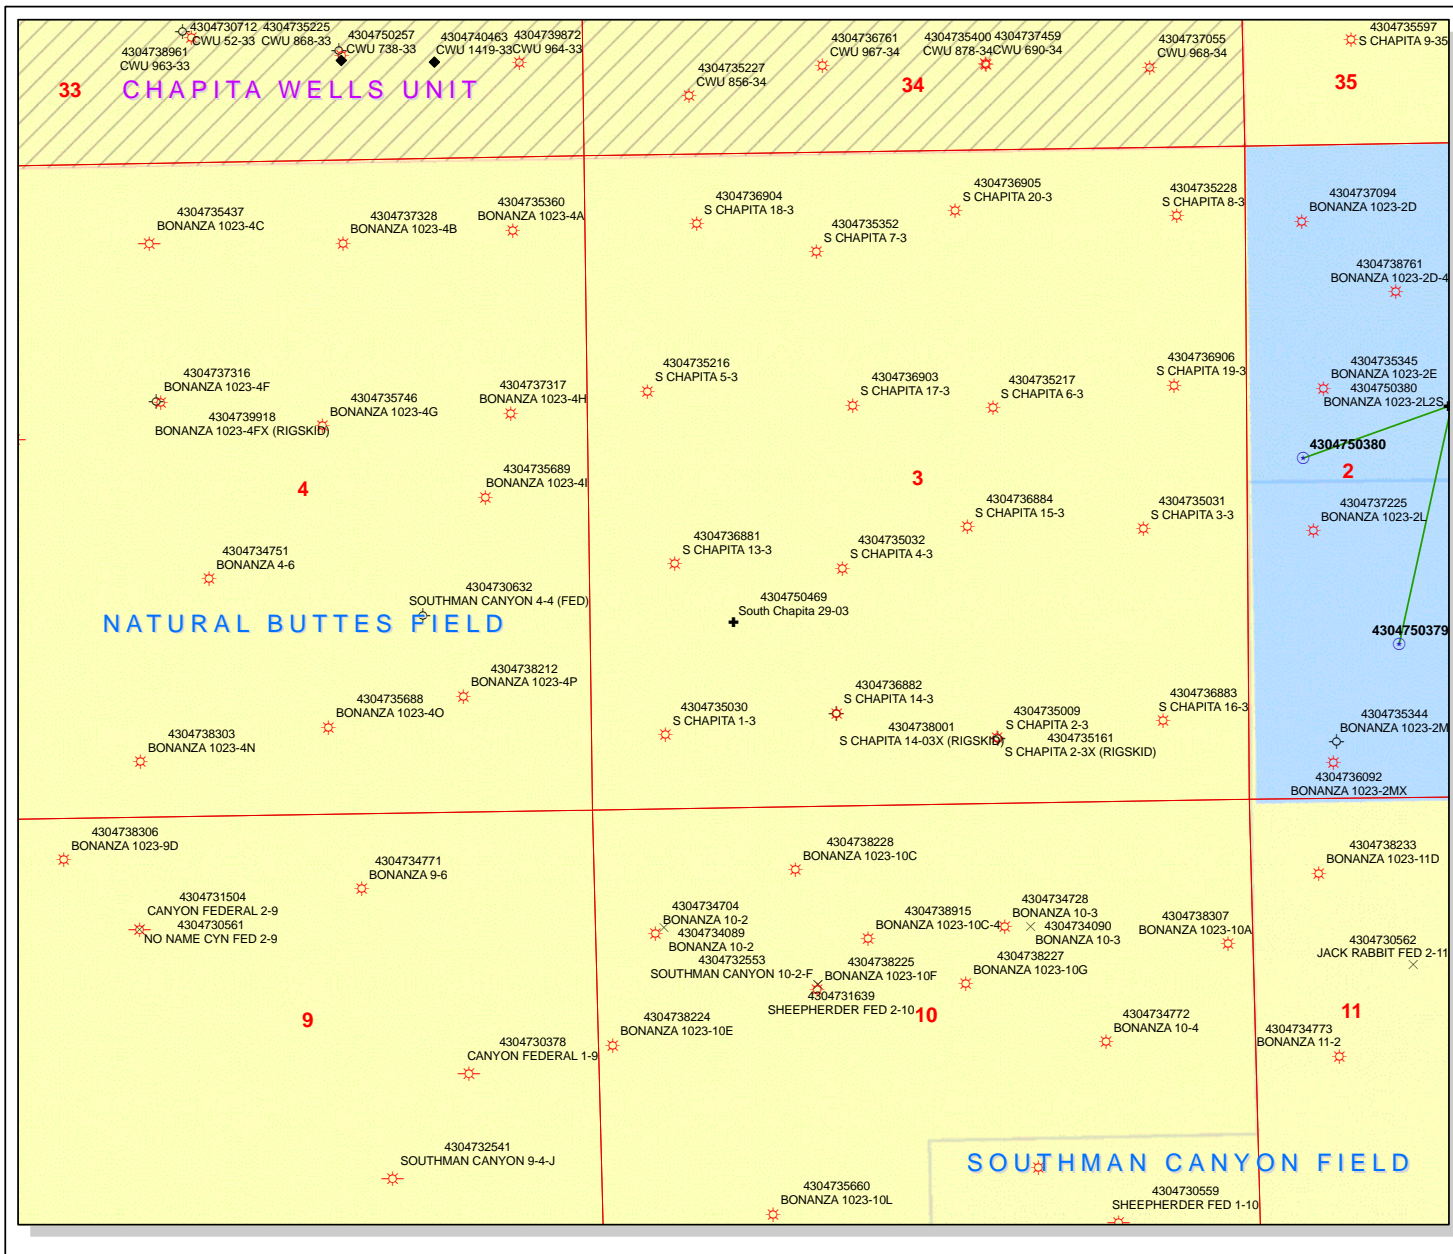 4304730712
CWU 52-33
4304735225
CWU 868-33
4304750257
CWU 738-33
4304740463
CWU 1419-33
4304739872
CWU 964-33
4304738961
CWU 963-33
4304736761
CWU 967-34
4304735400
CWU 878-34
4304737459
CWU 690-34
4304737055
CWU 968-34
4304735597
S CHAPITA 9-35
4304735227
CWU 856-34
33
CHAPITA WELLS UNIT
34
35
4304735437
BONANZA 1023-4C
4304737328
BONANZA 1023-4B
4304735360
BONANZA 1023-4A
4304736904
S CHAPITA 18-3
4304735352
S CHAPITA 7-3
4304736905
S CHAPITA 20-3
4304735228
S CHAPITA 8-3
4304737094
BONANZA 1023-2D
4304738761
BONANZA 1023-2D-4
4304737316
BONANZA 1023-4F
4304739918
BONANZA 1023-4FX (RIGSKID)
4304735746
BONANZA 1023-4G
4304737317
BONANZA 1023-4H
4304735216
S CHAPITA 5-3
4304736903
S CHAPITA 17-3
4304735217
S CHAPITA 6-3
4304736906
S CHAPITA 19-3
4304735345
BONANZA 1023-2E
4304750380
BONANZA 1023-2L2S
4304750380
4
4304735689
BONANZA 1023-4I
3
2
4304736884
S CHAPITA 15-3
4304735031
S CHAPITA 3-3
4304737225
BONANZA 1023-2L
4304734751
BONANZA 4-6
4304736881
S CHAPITA 13-3
4304735032
S CHAPITA 4-3
4304730632
SOUTHMAN CANYON 4-4 (FED)
4304750469
South Chapita 29-03
NATURAL BUTTES FIELD
4304750379
4304738212
BONANZA 1023-4P
4304735688
BONANZA 1023-4O
4304738303
BONANZA 1023-4N
4304735030
S CHAPITA 1-3
4304736882
S CHAPITA 14-3
4304738001
S CHAPITA 14-03X (RIGSKID)
4304735009
S CHAPITA 2-3
4304735161
S CHAPITA 2-3X (RIGSKID)
4304736883
S CHAPITA 16-3
4304735344
BONANZA 1023-2M
4304736092
BONANZA 1023-2MX
4304738306
BONANZA 1023-9D
4304734771
BONANZA 9-6
4304738228
BONANZA 1023-10C
4304738233
BONANZA 1023-11D
4304731504
CANYON FEDERAL 2-9
4304730561
NO NAME CYN FED 2-9
4304734704
BONANZA 10-2
4304734089
BONANZA 10-2
4304732553
SOUTHMAN CANYON 10-2-F
4304738915
BONANZA 1023-10C-4
4304734728
BONANZA 10-3
4304734090
BONANZA 10-3
4304738307
BONANZA 1023-10A
4304730562
JACK RABBIT FED 2-11
4304738225
BONANZA 1023-10F
4304738227
BONANZA 1023-10G
4304731639
SHEEPHERDER FED 2-10
9
10
11
4304738224
BONANZA 1023-10E
4304734772
BONANZA 10-4
4304734773
BONANZA 11-2
4304730378
CANYON FEDERAL 1-9
4304732541
SOUTHMAN CANYON 9-4-J
SOUTHMAN CANYON FIELD
4304735660
BONANZA 1023-10L
4304730559
SHEEPHERDER FED 1-10